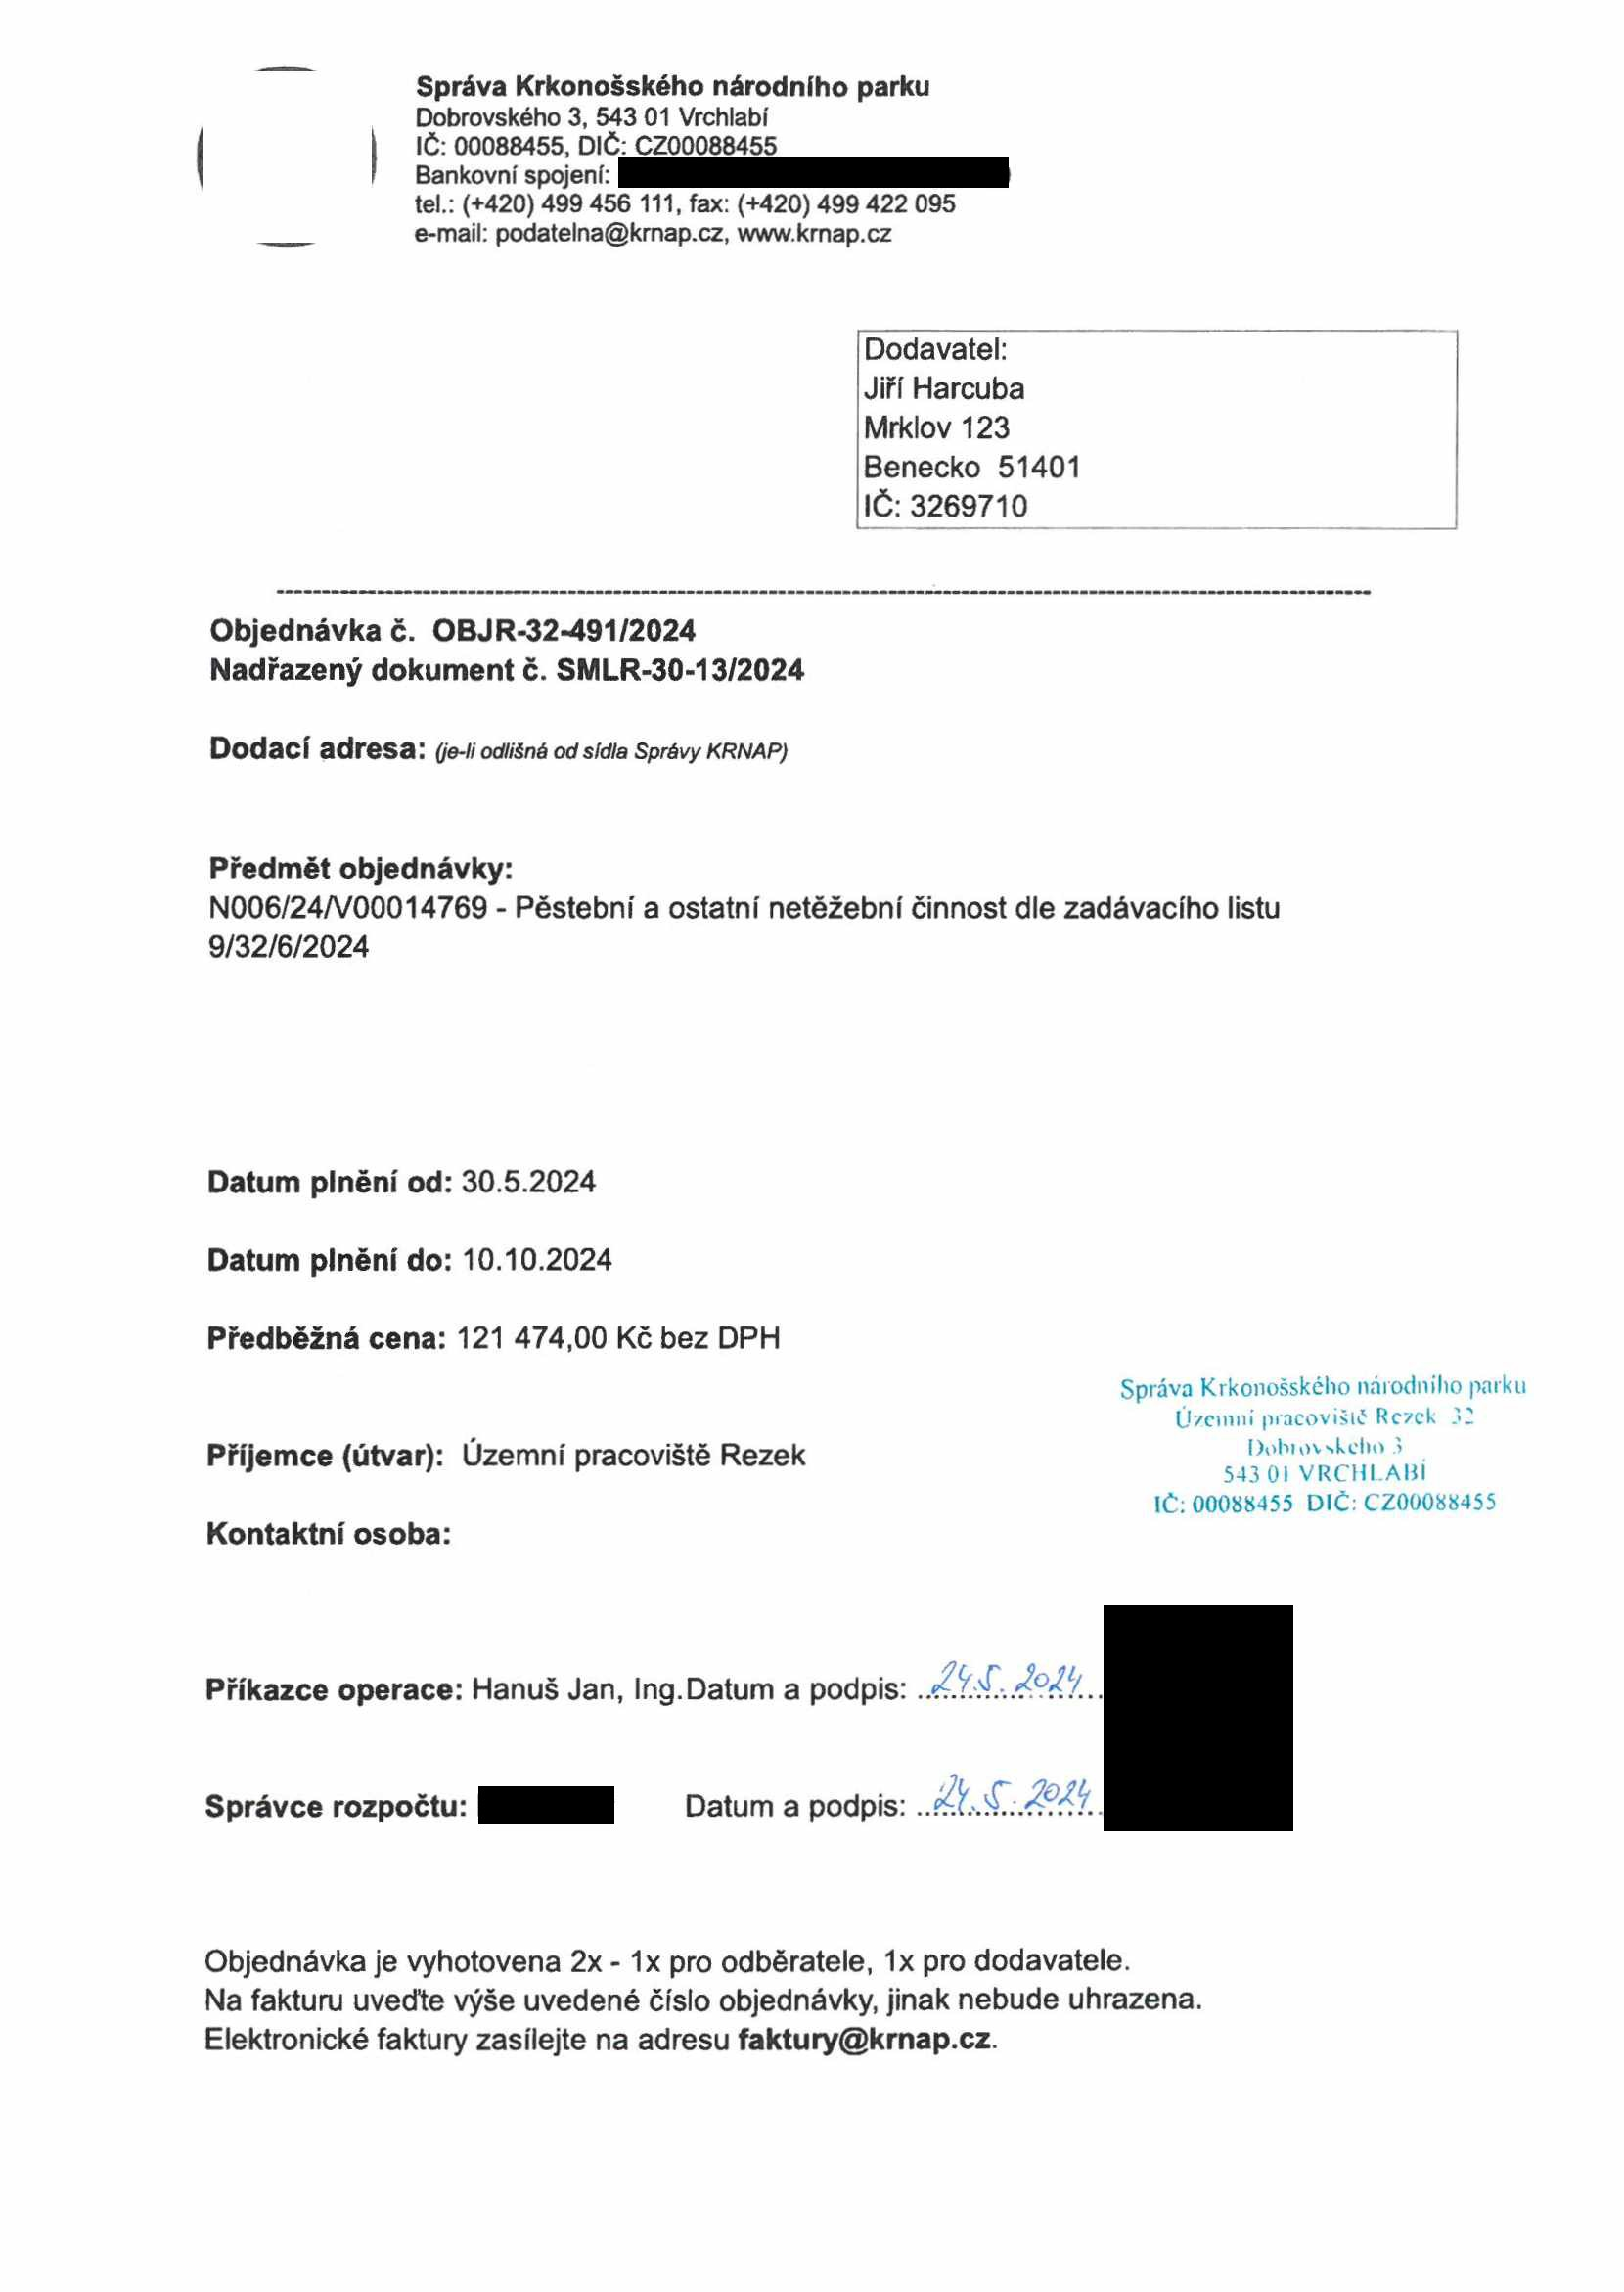 Správa Krkonošského národního parku
Dobrovského 3, 543 01 Vrchlabí
IČ: 00088455, DIČ: CZ00088455
Bankovní spojení:
tel.: (+420) 499 456 111, fax: (+420) 499 422 095
e-mail: podatelna@krnap.cz, www.krnap.cz
Dodavatel:
Jiří Harcuba
Mrklov 123
Benecko 51401
IČ: 3269710
Objednávka č. OBJR-32-491/2024
Nadřazený dokument č. SMLR-30-13/2024
Dodací adresa: (je-li odlišná od sídla Správy KRNAP)
Předmět objednávky:
N006/24/V00014769 - Pěstební a ostatní netěžební činnost dle zadávacího listu
9/32/6/2024
Datum plnění od: 30.5.2024
Datum plnění do: 10.10.2024
Předběžná cena: 121 474,00 Kč bez DPH
Správa Krkonošského národního parku
Územní pracoviště Rezek 32
Dobrovského 3
543 01 VRCHLABÍ
IČ: 00088455 DIČ: CZ00088455
Příjemce (útvar): Územní pracoviště Rezek
Kontaktní osoba:
Příkazce operace: Hanuš Jan, Ing. Datum a podpis: 24.5.2024
Správce rozpočtu: Datum a podpis: 24.5.2024
Objednávka je vyhotovena 2x - 1x pro odběratele, 1x pro dodavatele.
Na fakturu uveďte výše uvedené číslo objednávky, jinak nebude uhrazena.
Elektronické faktury zasílejte na adresu faktury@krnap.cz.